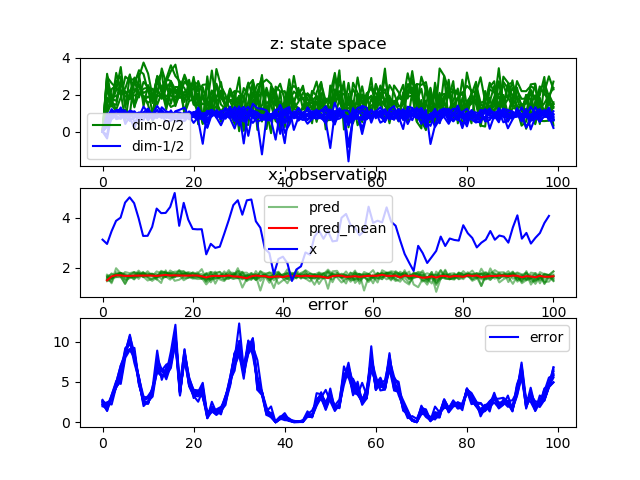 z: state space
4
2
0
dim-0/2
dim-1/2
0 20 40 60 80 100
x: observation
4
2
pred
pred_mean
x
0 20 40 60 80 100
error
10
5
0
error
0 20 40 60 80 100